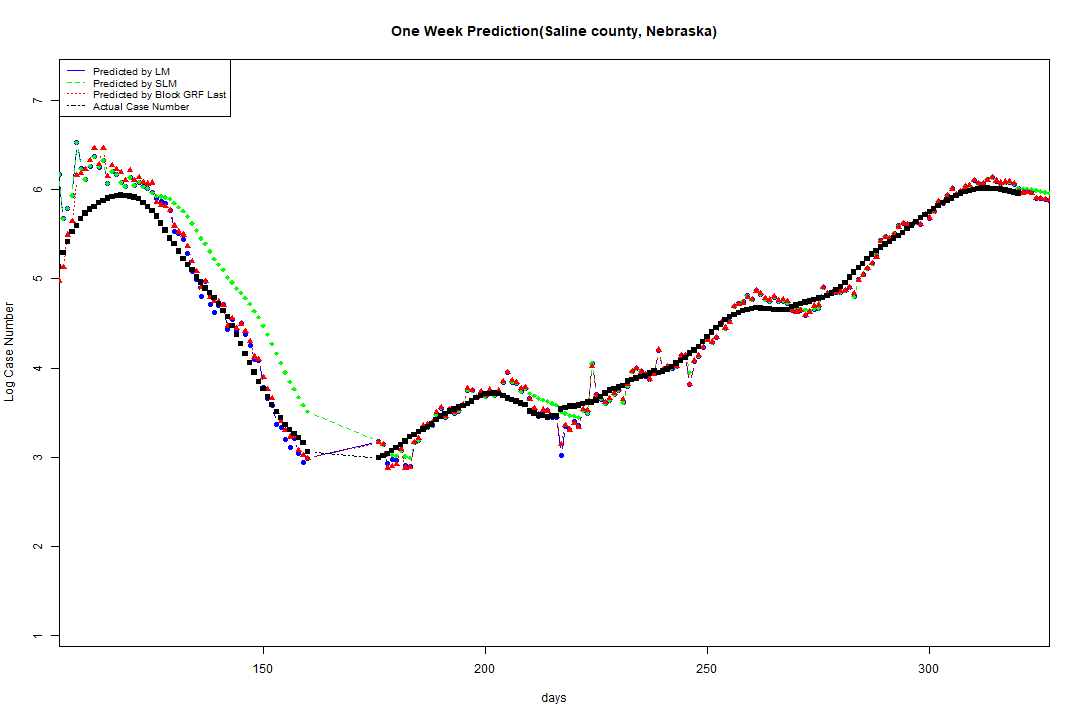 One Week Prediction(Saline county, Nebraska)
Predicted by LM
Predicted by SLM
Predicted by Block GRF Last
Actual Case Number
7
6
5
4
3
2
1
Log Case Number
150 200 250 300
days